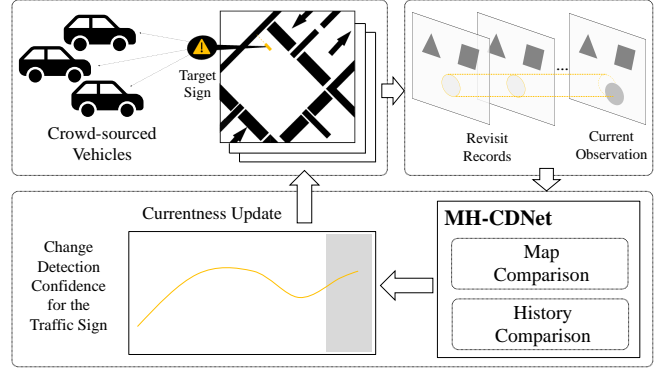 Target
Sign
Crowd-sourced
Vehicles
...
Revisit
Records
Current
Observation
Currentness Update
Change
Detection
Confidence
for the
Traffic Sign
MH-CDNet
Map
Comparison
History
Comparison